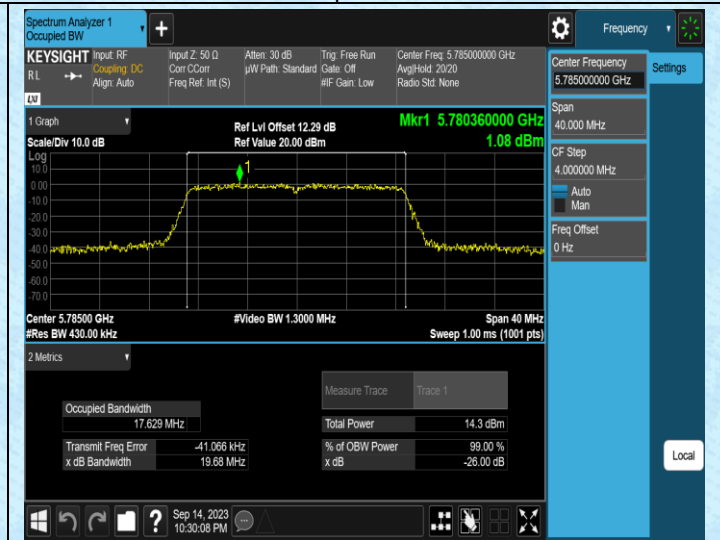 Spectrum Analyzer 1
Occupied BW
+
Frequency
KEYSIGHT
RL
LXI
Input: RF
Coupling: DC
Align: Auto
Input Z: 50 Ω
Corr CCorr
Freq Ref: Int (S)
Atten: 30 dB
µW Path: Standard
Trig: Free Run
Gate: Off
#IF Gain: Low
Center Freq: 5.785000000 GHz
Avg|Hold: 20/20
Radio Std: None
Center Frequency
5.785000000 GHz
Settings
Span
40.000 MHz
CF Step
4.000000 MHz
Auto
Man
Freq Offset
0 Hz
Local
1 Graph
Scale/Div 10.0 dB
Ref Lvl Offset 12.29 dB
Ref Value 20.00 dBm
Mkr1 5.780360000 GHz
1.08 dBm
Log
10.0
0.00
-10.0
-20.0
-30.0
-40.0
-50.0
-60.0
-70.0
1
Center 5.78500 GHz
#Res BW 430.00 kHz
#Video BW 1.3000 MHz
Span 40 MHz
Sweep 1.00 ms (1001 pts)
2 Metrics
Measure Trace Trace 1
Occupied Bandwidth
17.629 MHz
Total Power 14.3 dBm
Transmit Freq Error -41.066 kHz
% of OBW Power 99.00 %
x dB Bandwidth 19.68 MHz
x dB -26.00 dB
?
Sep 14, 2023
10:30:08 PM